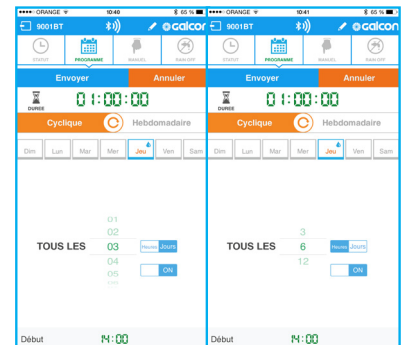 ORANGE 10:46 65 %
9001BT galcon
STATUT PROGRAMME MANUEL RAIN OFF
Envoyer Annuler
DUREE 01:00:00
Cyclique Hebdomadaire
Dim Lun Mar Mer Jeu Ven Sam
01
02
TOUS LES 03 Heures Jours
04
05
ON
Début 14:00
ORANGE 10:41 65 %
9001BT galcon
STATUT PROGRAMME MANUEL RAIN OFF
Envoyer Annuler
DUREE 01:00:00
Cyclique Hebdomadaire
Dim Lun Mar Mer Jeu Ven Sam
3
TOUS LES 6 Heures Jours
12
ON
Début 14:00